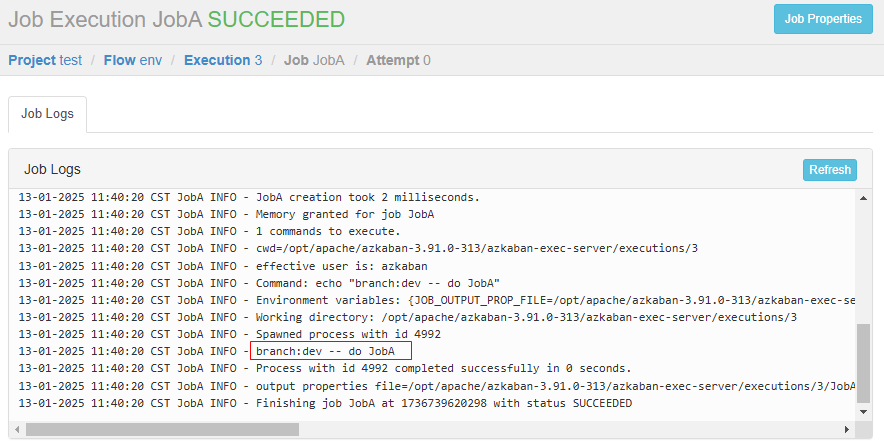 Job Execution JobA SUCCEEDED
Job Properties
Project test / Flow env / Execution 3 / Job JobA / Attempt 0
Job Logs
Job Logs
Refresh
13-01-2025 11:40:20 CST JobA INFO - JobA creation took 2 milliseconds.
13-01-2025 11:40:20 CST JobA INFO - Memory granted for job JobA
13-01-2025 11:40:20 CST JobA INFO - 1 commands to execute.
13-01-2025 11:40:20 CST JobA INFO - cwd=/opt/apache/azkaban-3.91.0-313/azkaban-exec-server/executions/3
13-01-2025 11:40:20 CST JobA INFO - effective user is: azkaban
13-01-2025 11:40:20 CST JobA INFO - Command: echo "branch:dev -- do JobA"
13-01-2025 11:40:20 CST JobA INFO - Environment variables: {JOB_OUTPUT_PROP_FILE=/opt/apache/azkaban-3.91.0-313/azkaban-exec-se
13-01-2025 11:40:20 CST JobA INFO - Working directory: /opt/apache/azkaban-3.91.0-313/azkaban-exec-server/executions/3
13-01-2025 11:40:20 CST JobA INFO - Spawned process with id 4992
13-01-2025 11:40:20 CST JobA INFO - branch:dev -- do JobA
13-01-2025 11:40:20 CST JobA INFO - Process with id 4992 completed successfully in 0 seconds.
13-01-2025 11:40:20 CST JobA INFO - output properties file=/opt/apache/azkaban-3.91.0-313/azkaban-exec-server/executions/3/JobA
13-01-2025 11:40:20 CST JobA INFO - Finishing job JobA at 1736739620298 with status SUCCEEDED